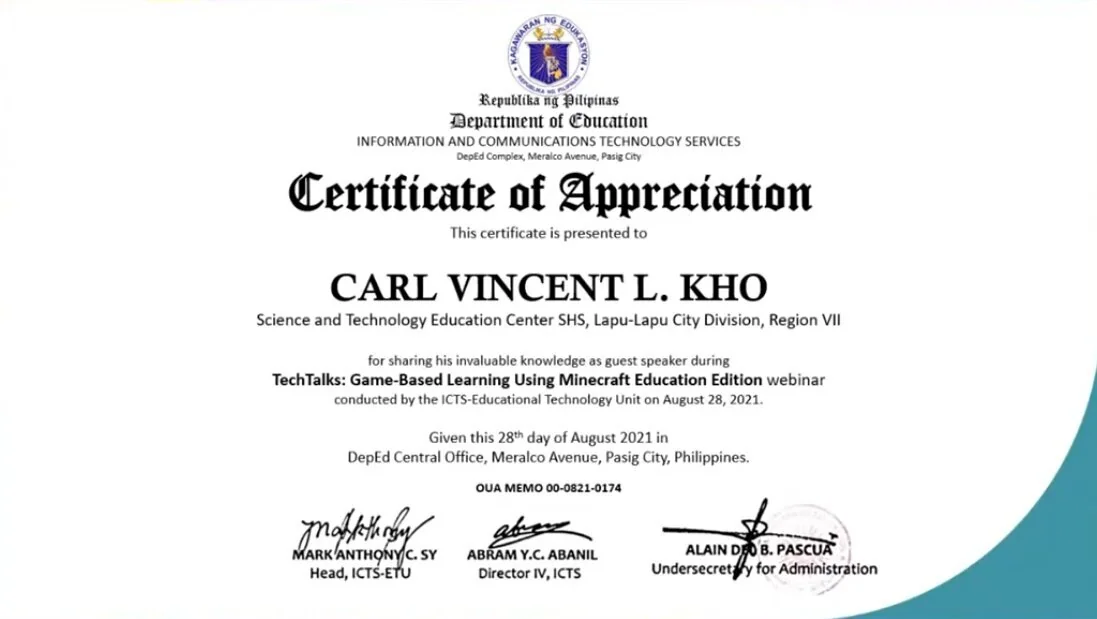 KAGAWARAN NG EDUKASYON
REPUBLIKA NG PILIPINAS
Republika ng Pilipinas
Department of Education
INFORMATION AND COMMUNICATIONS TECHNOLOGY SERVICES
DepEd Complex, Meralco Avenue, Pasig City
Certificate of Appreciation
This certificate is presented to
CARL VINCENT L. KHO
Science and Technology Education Center SHS, Lapu-Lapu City Division, Region VII
for sharing his invaluable knowledge as guest speaker during
TechTalks: Game-Based Learning Using Minecraft Education Edition webinar
conducted by the ICTS-Educational Technology Unit on August 28, 2021.
Given this 28th day of August 2021 in
DepEd Central Office, Meralco Avenue, Pasig City, Philippines.
OUA MEMO 00-0821-0174
MARK ANTHONY C. SY
Head, ICTS-ETU
ABRAM Y.C. ABANIL
Director IV, ICTS
ALAIN DEL B. PASCUA
Undersecretary for Administration